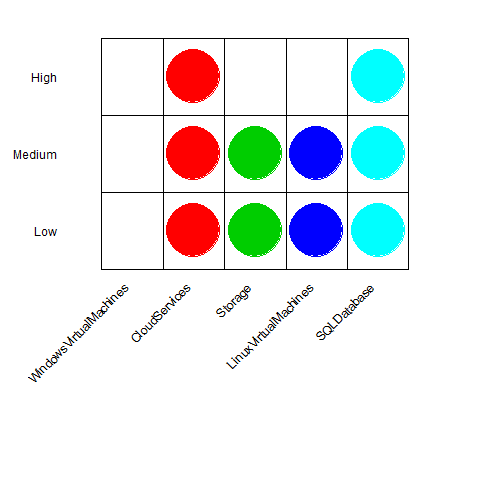 High
Medium
Low
WindowsVirtualMachines
CloudServices
Storage
LinuxVirtualMachines
SQLDatabase